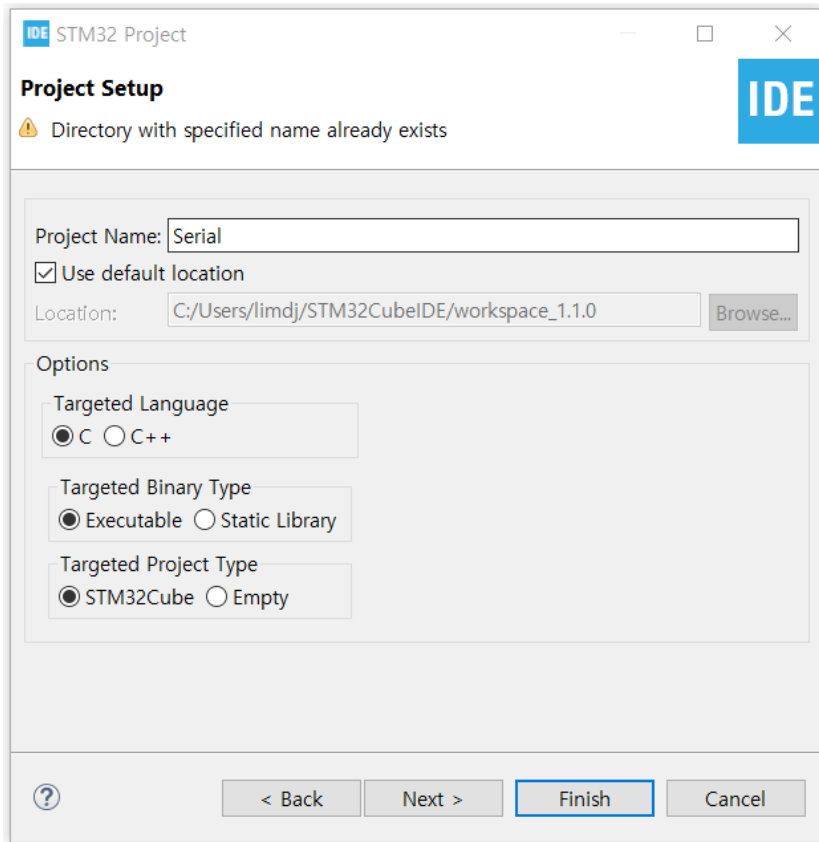 IDE STM32 Project
Project Setup
IDE
Directory with specified name already exists
Project Name: Serial
Use default location
Location: C:/Users/limdj/STM32CubeIDE/workspace_1.1.0 Browse...
Options
Targeted Language
C C++
Targeted Binary Type
Executable Static Library
Targeted Project Type
STM32Cube Empty
? < Back Next > Finish Cancel